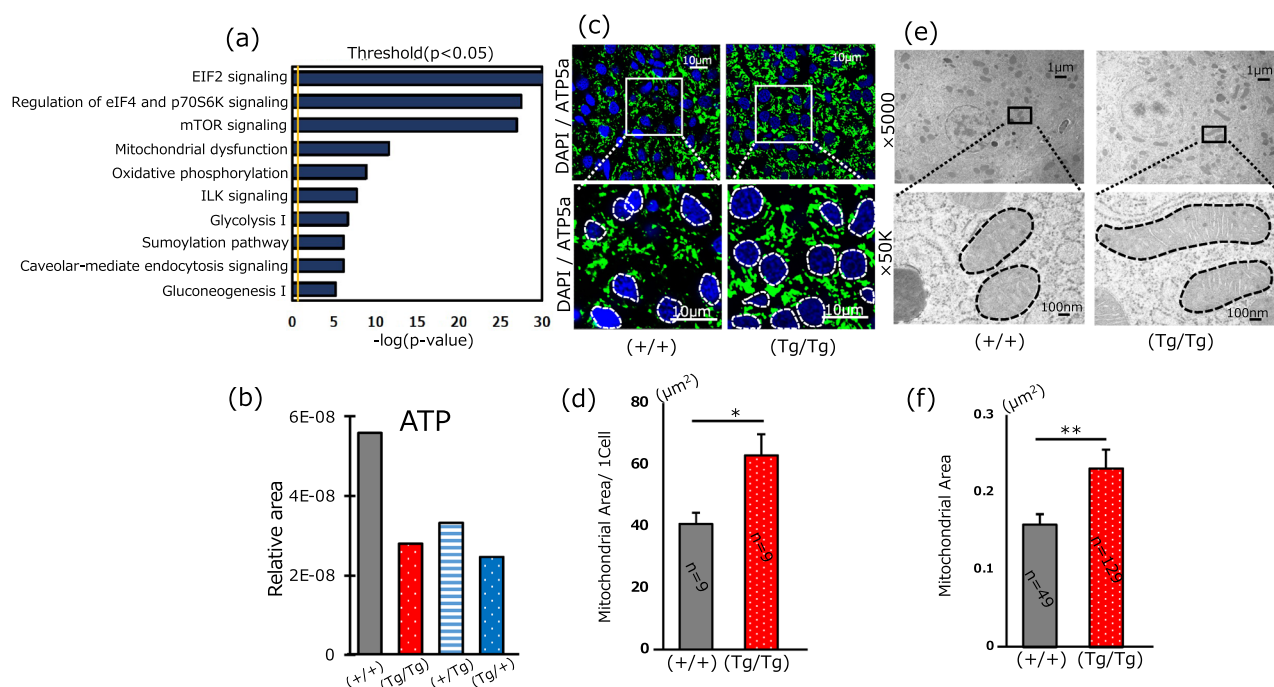 (a)
Threshold(p<0.05)
EIF2 signaling
Regulation of eIF4 and p70S6K signaling
mTOR signaling
Mitochondrial dysfunction
Oxidative phosphorylation
ILK signaling
Glycolysis I
Sumoylation pathway
Caveolar-mediate endocytosis signaling
Gluconeogenesis I
0 5 10 15 20 25 30
-log(p-value)
(b)
ATP
Relative area
6E-08
4E-08
2E-08
0
(+/+) (Tg/Tg) (+/Tg) (Tg/+)
(c)
DAPI / ATP5a
10µm
10µm
DAPI / ATP5a
10µm
10µm
(+/+) (Tg/Tg)
(d)
(µm²)
Mitochondrial Area/ 1Cell
80
60
40
20
0
*
n=9
n=9
(+/+) (Tg/Tg)
(e)
×5000
1µm
1µm
×50K
100nm
100nm
(+/+) (Tg/Tg)
(f)
(µm²)
Mitochondrial Area
0.3
0.2
0.1
0
**
n=49
n=129
(+/+) (Tg/Tg)